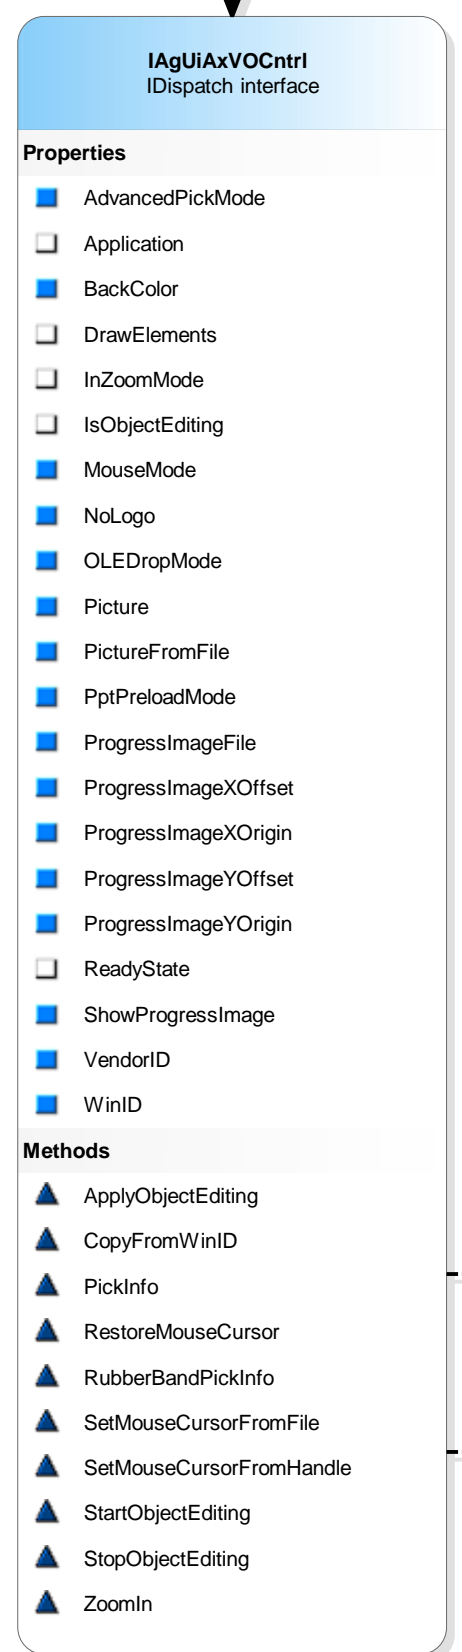 IAgUiAxVOCntrl
IDispatch interface
Properties
AdvancedPickMode
Application
BackColor
DrawElements
InZoomMode
IsObjectEditing
MouseMode
NoLogo
OLEDropMode
Picture
PictureFromFile
PptPreloadMode
ProgressImageFile
ProgressImageXOffset
ProgressImageXOrigin
ProgressImageYOffset
ProgressImageYOrigin
ReadyState
ShowProgressImage
VendorID
WinID
Methods
ApplyObjectEditing
CopyFromWinID
PickInfo
RestoreMouseCursor
RubberBandPickInfo
SetMouseCursorFromFile
SetMouseCursorFromHandle
StartObjectEditing
StopObjectEditing
ZoomIn